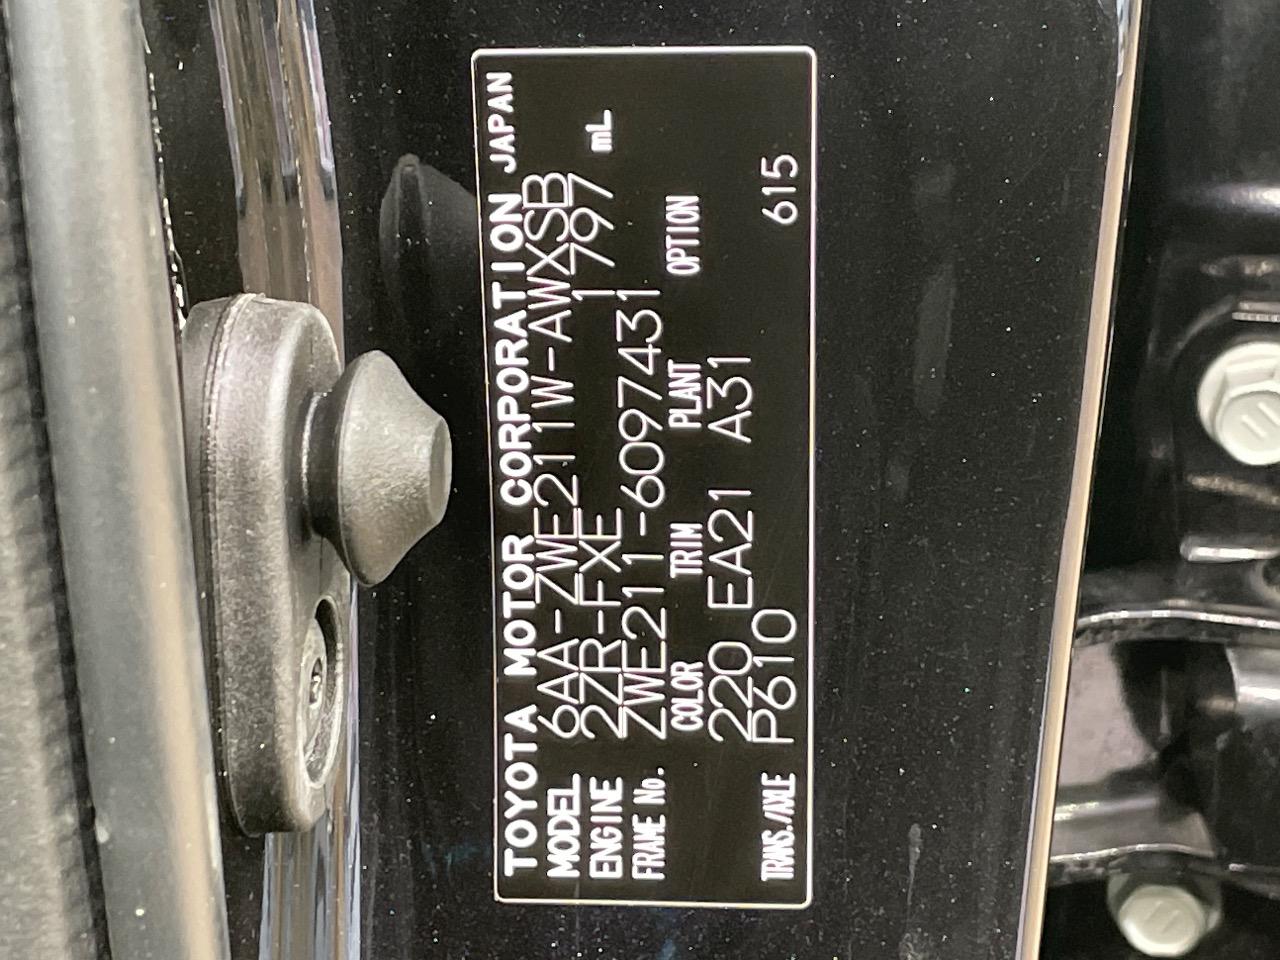 TOYOTA MOTOR CORPORATION JAPAN
MODEL 6AA-ZWE211W-AWXSB
ENGINE 2ZR-FXE 1797 mL
FRAME No. ZWE211-6097431
COLOR TRIM PLANT OPTION
220 EA21 A31
TRANS./AXLE P610 615